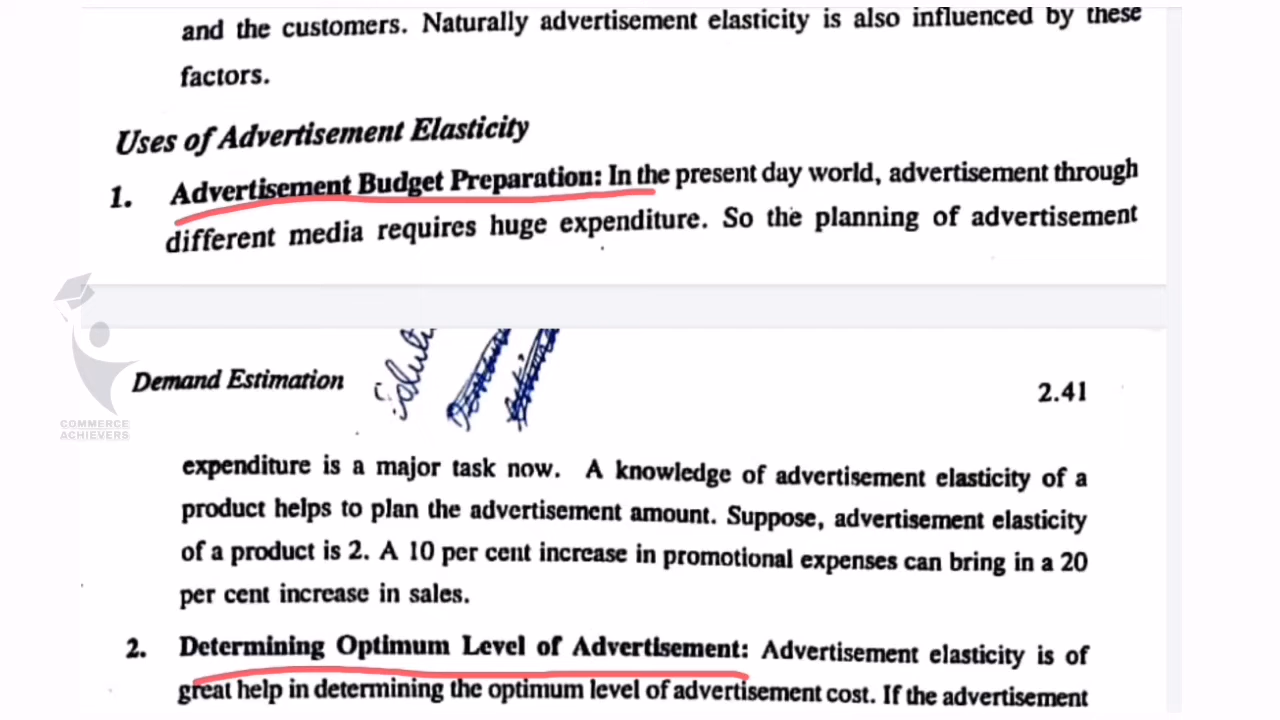 and the customers. Naturally advertisement elasticity is also influenced by these
factors.
Uses of Advertisement Elasticity
1. Advertisement Budget Preparation: In the present day world, advertisement through
different media requires huge expenditure. So the planning of advertisement
Demand Estimation
2.41
COMMERCE
ACHIEVERS
expenditure is a major task now. A knowledge of advertisement elasticity of a
product helps to plan the advertisement amount. Suppose, advertisement elasticity
of a product is 2. A 10 per cent increase in promotional expenses can bring in a 20
per cent increase in sales.
2. Determining Optimum Level of Advertisement: Advertisement elasticity is of
great help in determining the optimum level of advertisement cost. If the advertisement